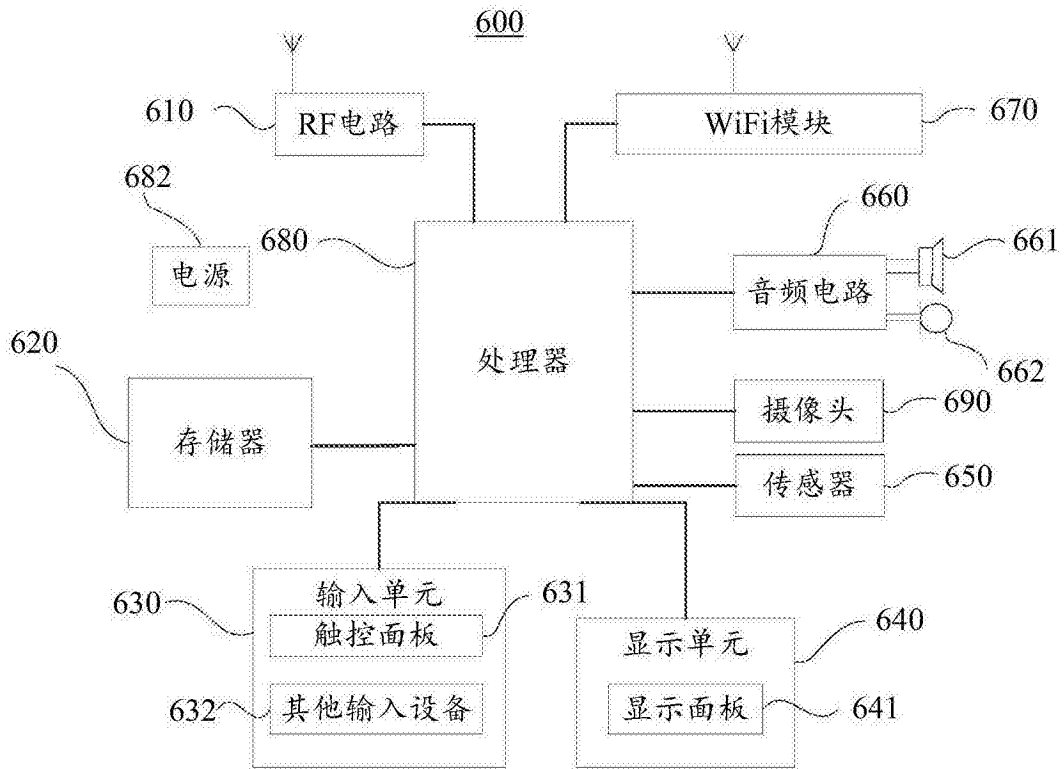 600
610
RF电路
WiFi模块
670
682
电源
680
660
661
音频电路
662
620
存储器
处理器
摄像头
690
传感器
650
630
输入单元
631
触控面板
632
其他输入设备
显示单元
640
显示面板
641